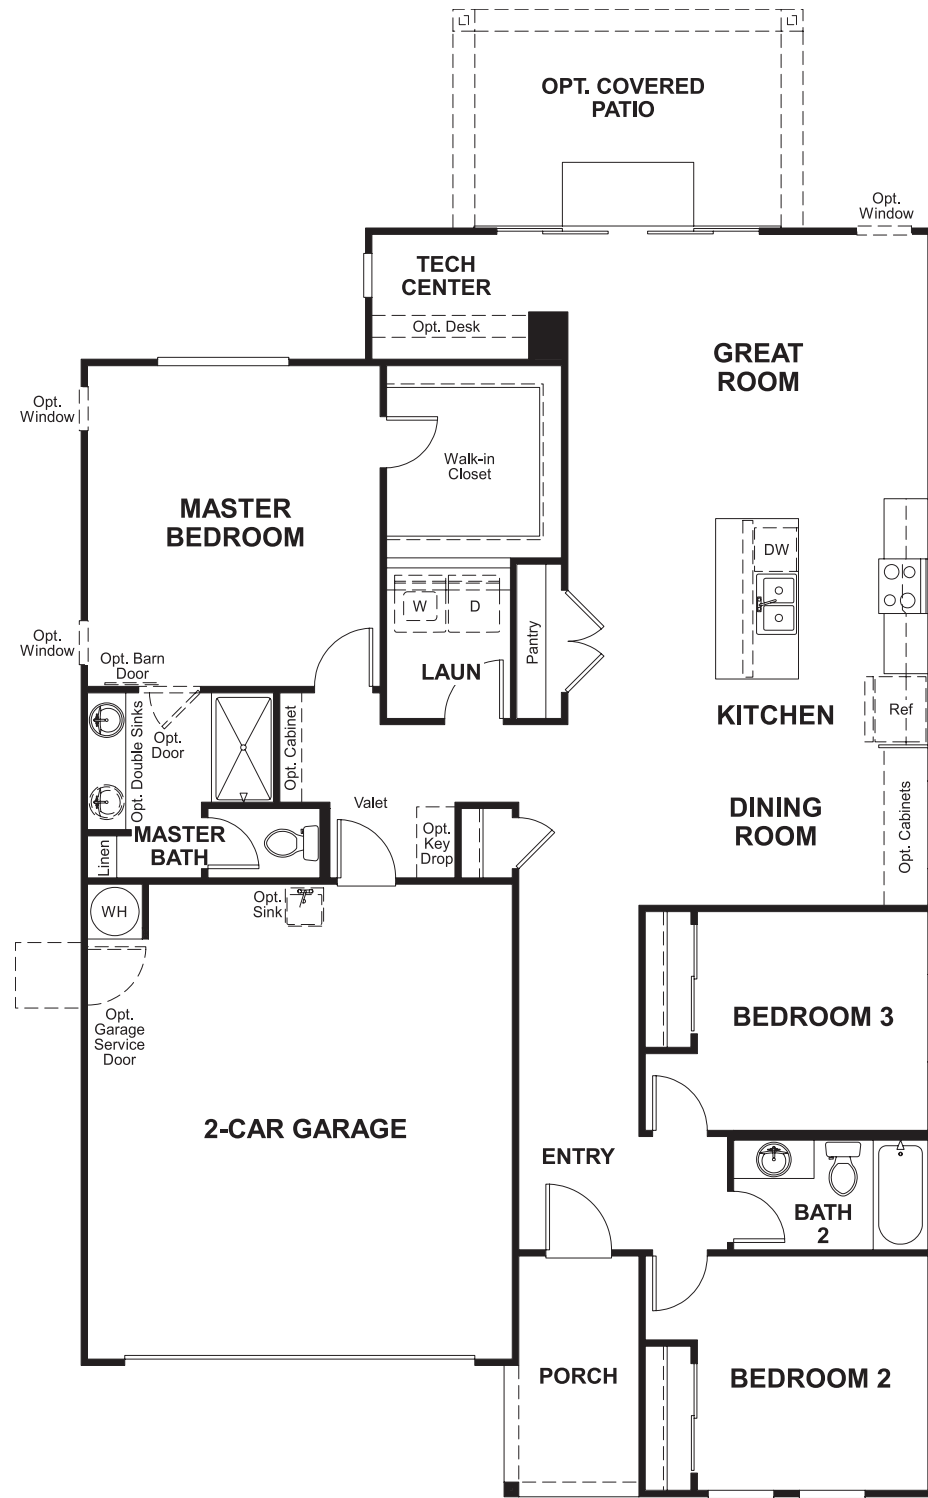 OPT. COVERED
PATIO
Opt.
Window
TECH
CENTER
Opt. Desk
GREAT
ROOM
Opt.
Window
Walk-in
Closet
MASTER
BEDROOM
DW
W
D
Pantry
Opt.
Window
Opt. Barn
Door
LAUN
KITCHEN
Ref
Opt. Double Sinks
Opt.
Door
Opt. Cabinet
Valet
DINING
ROOM
Opt. Cabinets
MASTER
BATH
Linen
Opt.
Key
Drop
WH
Opt.
Sink
Opt.
Garage
Service
Door
BEDROOM 3
2-CAR GARAGE
ENTRY
BATH
2
PORCH
BEDROOM 2